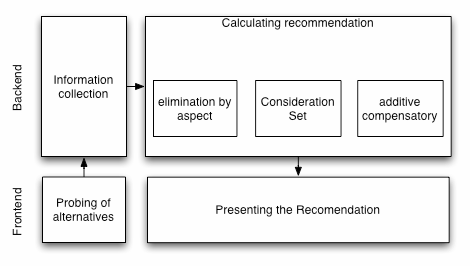 Calculating recommendation
Backend
Information
collection
elimination by
aspect
Consideration
Set
additive
compensatory
Frontend
Probing of
alternatives
Presenting the Recomendation